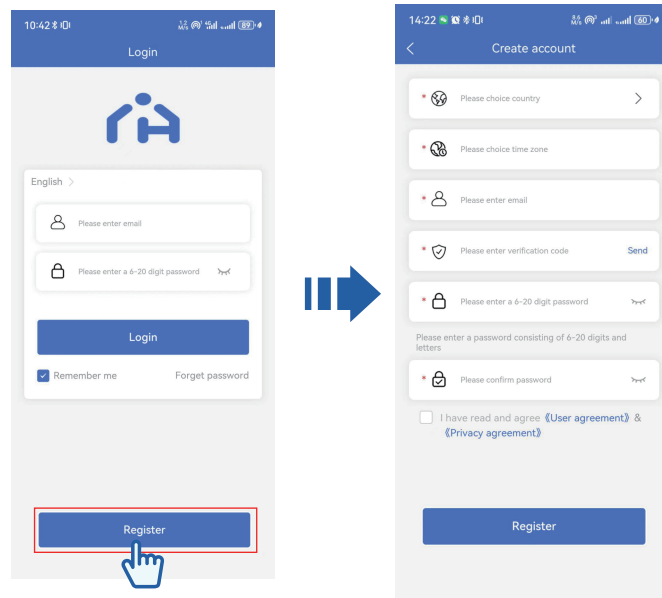 10:42
89
Login
English >
Please enter email
Please enter a 6-20 digit password
Login
Remember me
Forget password
Register
14:22
60
Create account
* Please choice country
* Please choice time zone
* Please enter email
* Please enter verification code Send
* Please enter a 6-20 digit password
Please enter a password consisting of 6-20 digits and
letters
* Please confirm password
I have read and agree 《User agreement》 &
《Privacy agreement》
Register